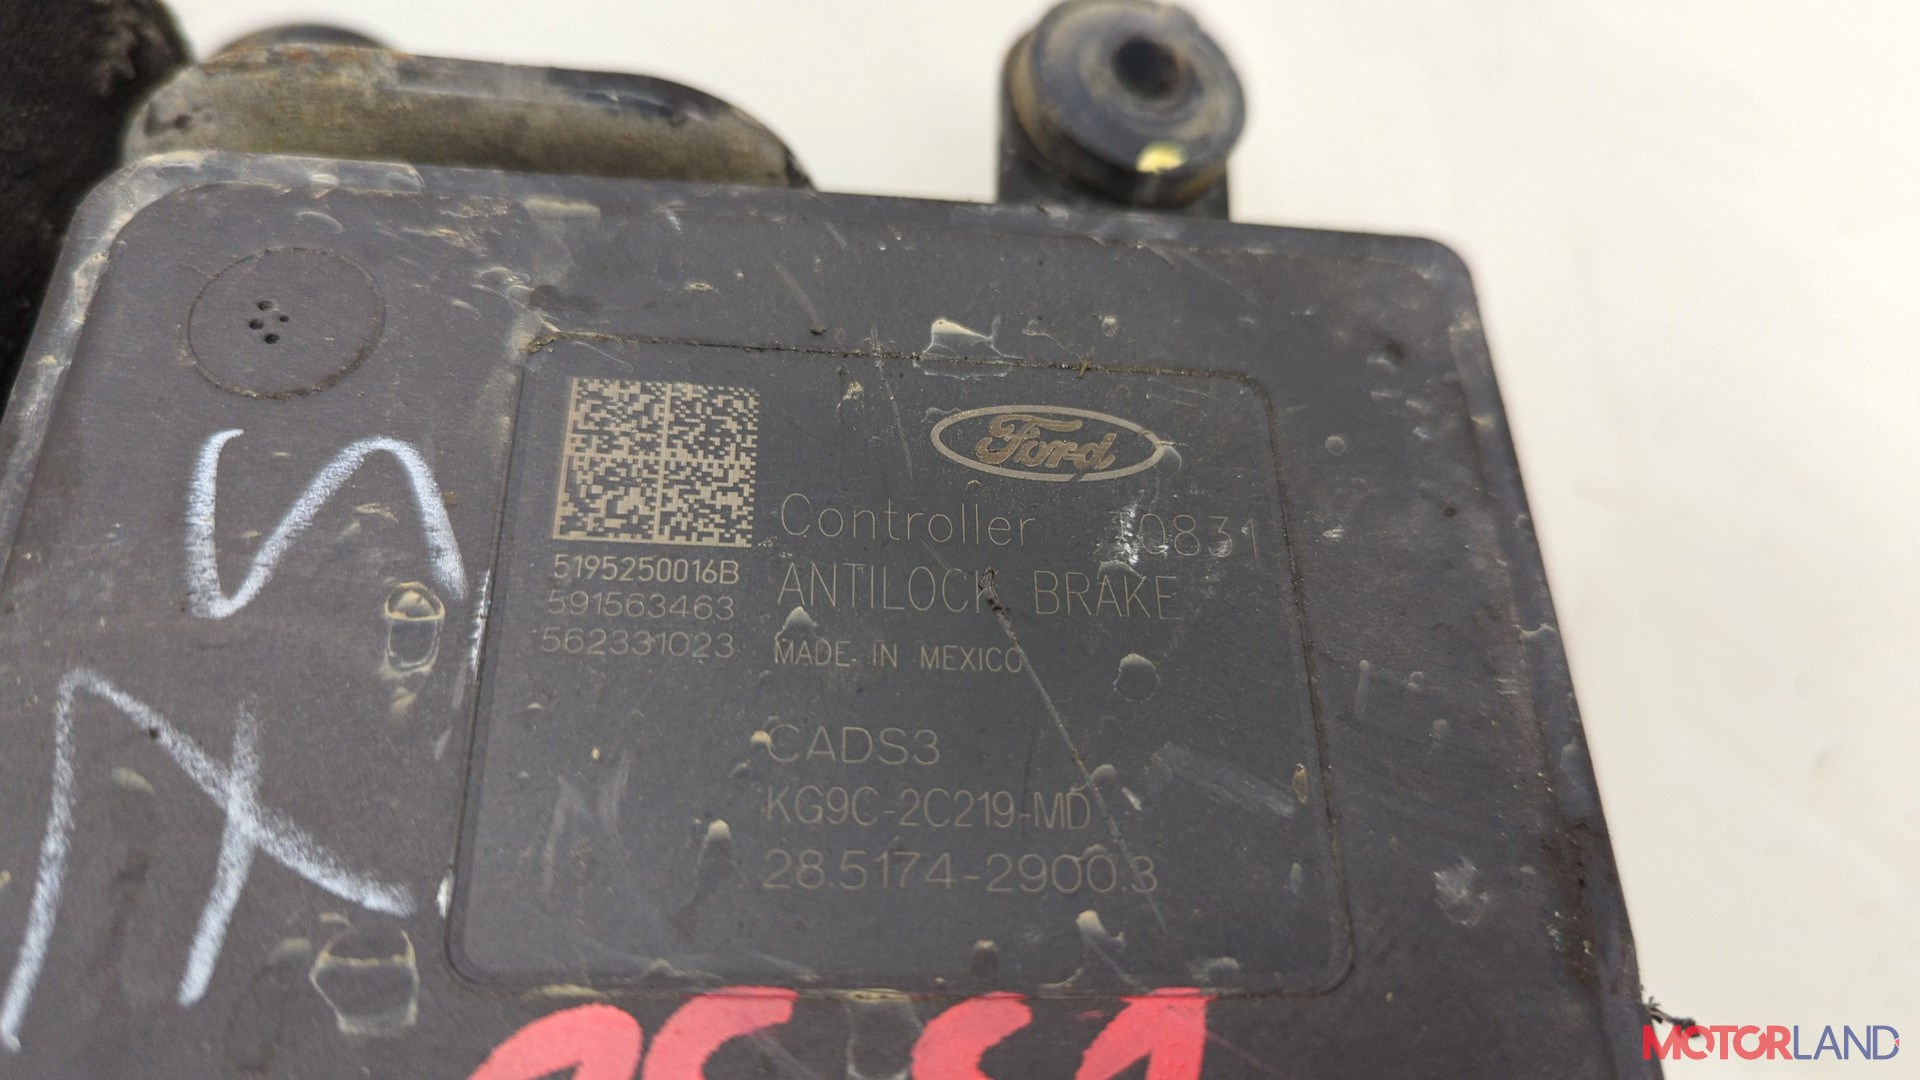 Ford
Controller 10831
ANTILOCK BRAKE
MADE IN MEXICO
5195250016B
591563463
562331023
CADS3
KG9C-2C219-MD
28.5174-2900.3
MOTORLAND